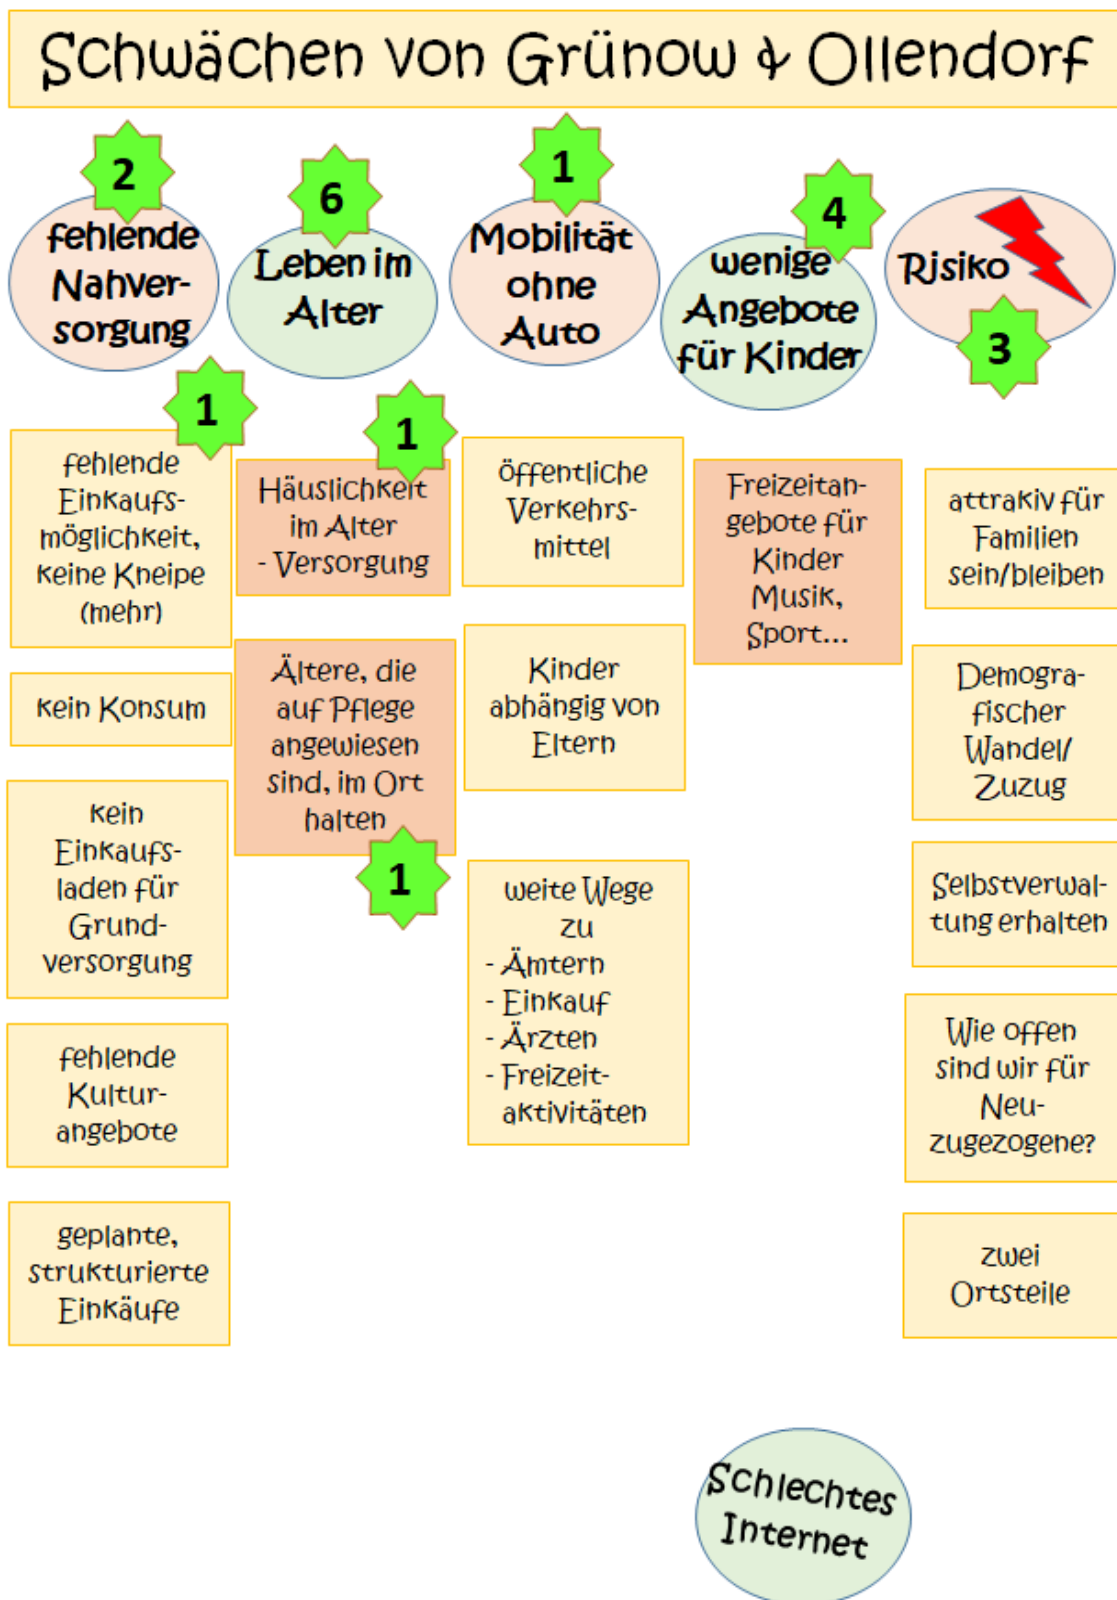 Schwächen von Grünow & Ollendorf
2
fehlende
Nahver-
sorgung
6
Leben im
Alter
1
Mobilität
ohne
Auto
4
wenige
Angebote
für Kinder
Risiko
3
1
fehlende
Einkaufs-
möglichkeit,
keine Kneipe
(mehr)
kein Konsum
kein
Einkaufs-
laden für
Grund-
versorgung
fehlende
Kultur-
angebote
geplante,
strukturierte
Einkäufe
1
Häuslichkeit
im Alter
- Versorgung
Ältere, die
auf Pflege
angewiesen
sind, im Ort
halten
1
öffentliche
Verkehrs-
mittel
Kinder
abhängig von
Eltern
weite Wege
zu
- Ämtern
- Einkauf
- Ärzten
- Freizeit-
aktivitäten
Freizeitan-
gebote für
Kinder
Musik,
Sport...
attrakiv für
Familien
sein/bleiben
Demogra-
fischer
Wandel/
Zuzug
Selbstverwal-
tung erhalten
Wie offen
sind wir für
Neu-
zugezogene?
zwei
Ortsteile
Schlechtes
Internet